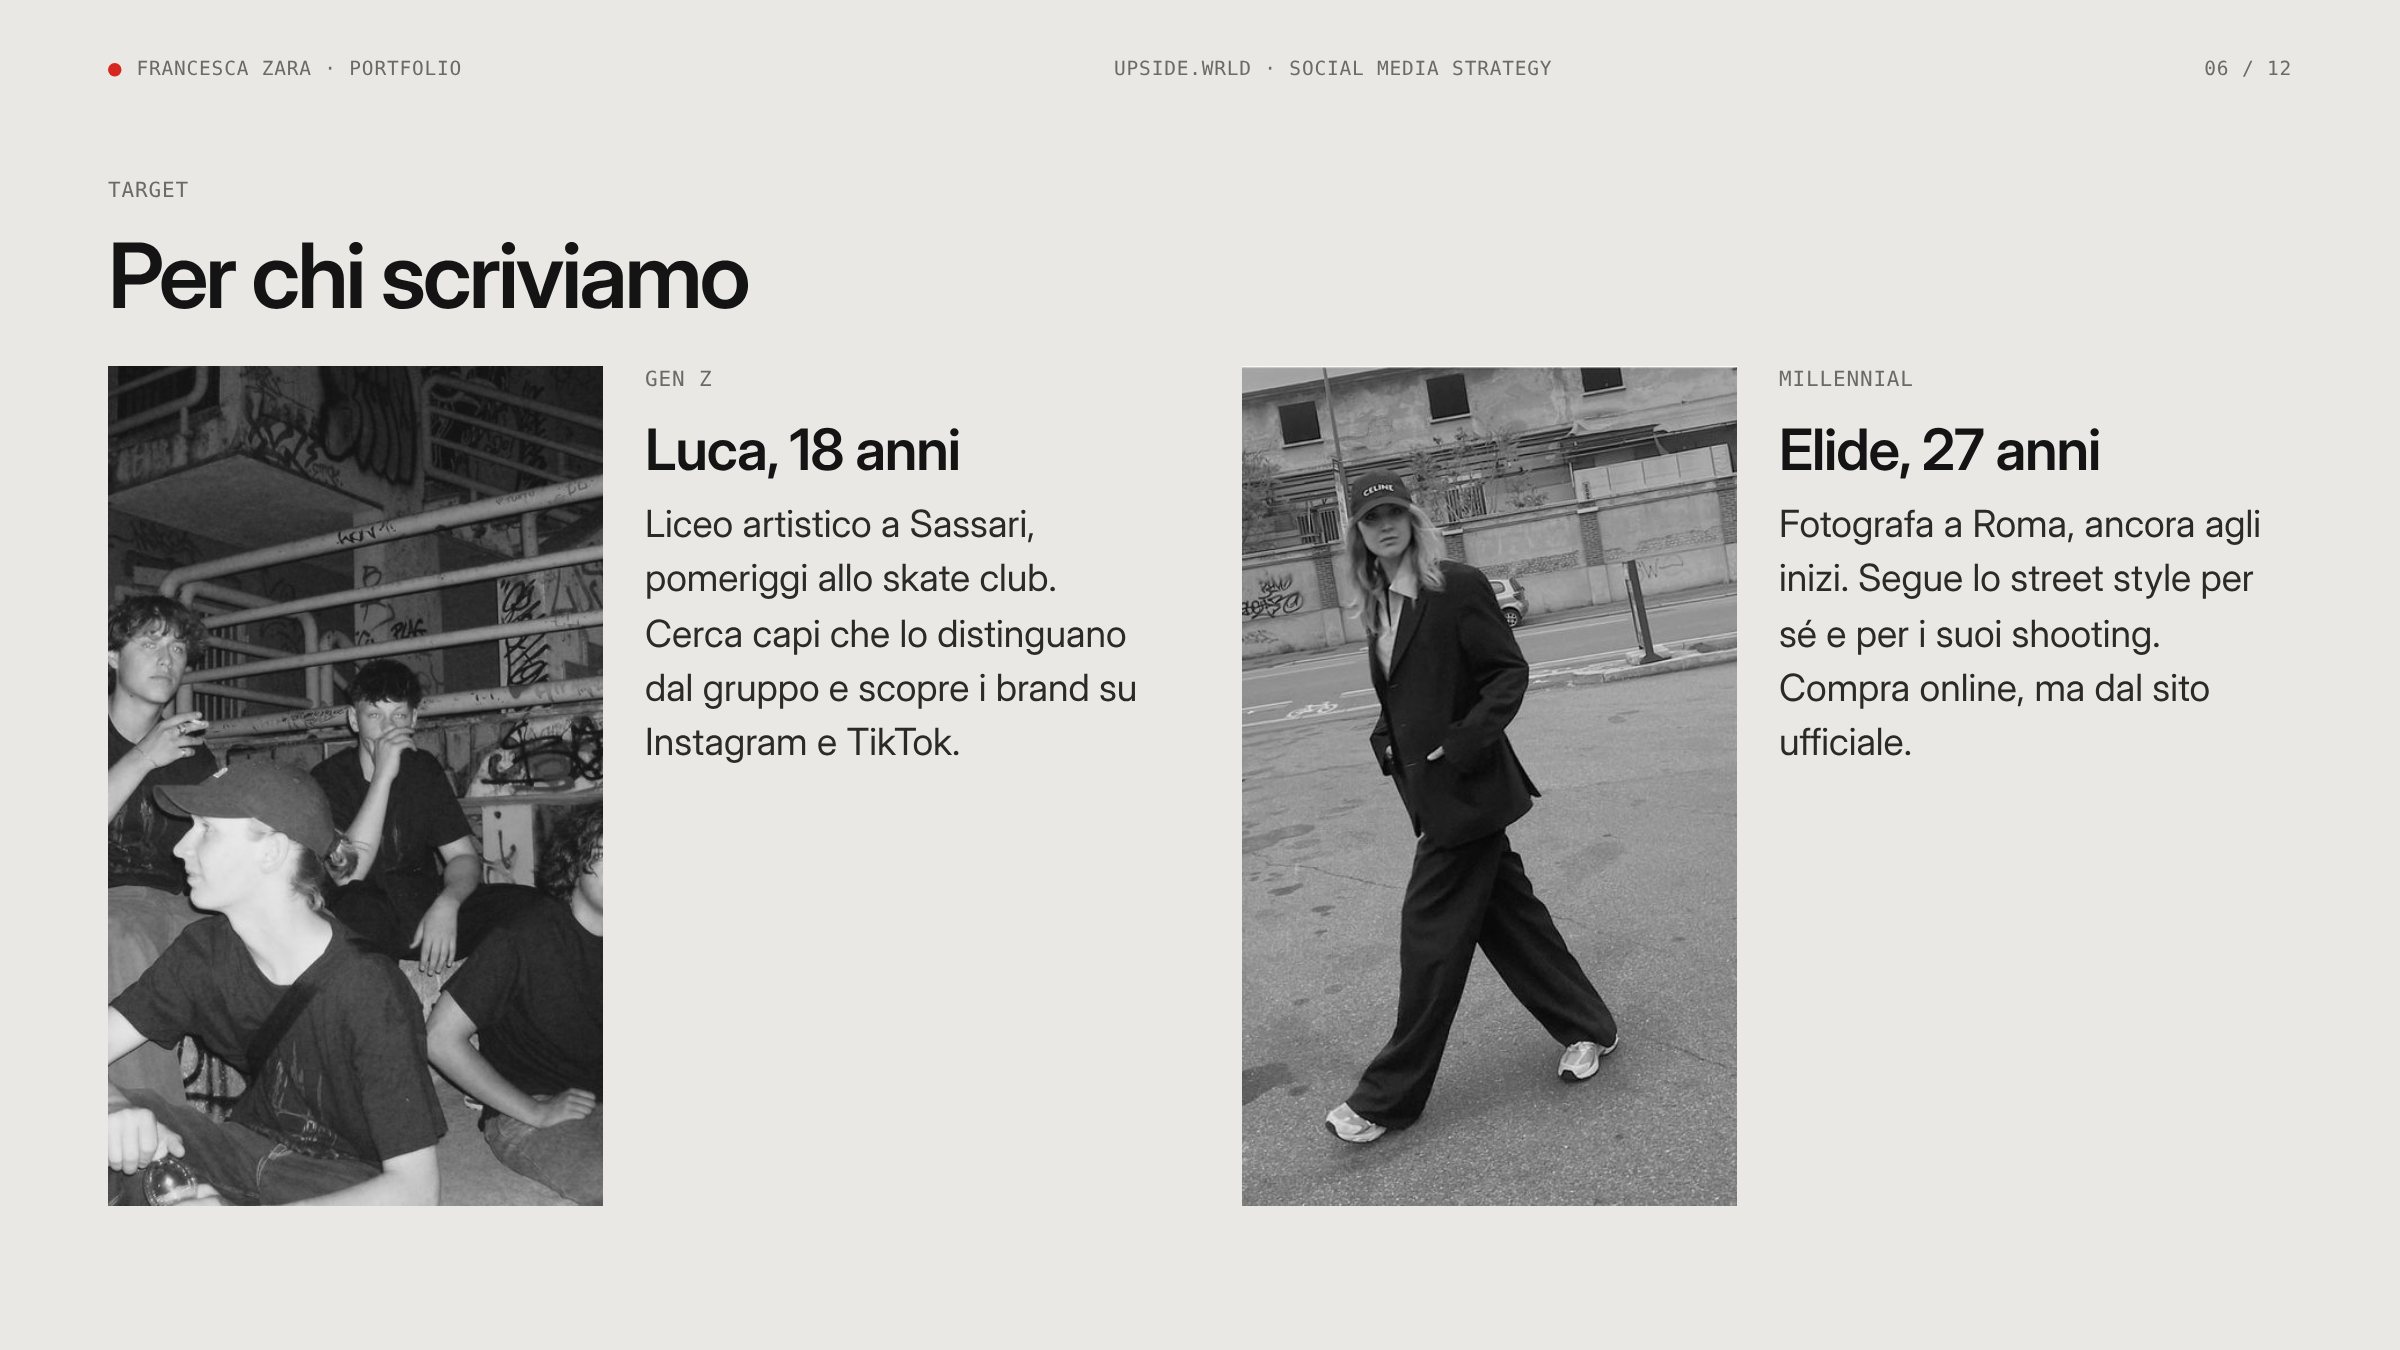 FRANCESCA ZARA · PORTFOLIO
UPSIDE.WRLD · SOCIAL MEDIA STRATEGY
06 / 12
TARGET
Per chi scriviamo
GEN Z
Luca, 18 anni
Liceo artistico a Sassari,
pomeriggi allo skate club.
Cerca capi che lo distinguano
dal gruppo e scopre i brand su
Instagram e TikTok.
CELINE
MILLENNIAL
Elide, 27 anni
Fotografa a Roma, ancora agli
inizi. Segue lo street style per
sé e per i suoi shooting.
Compra online, ma dal sito
ufficiale.